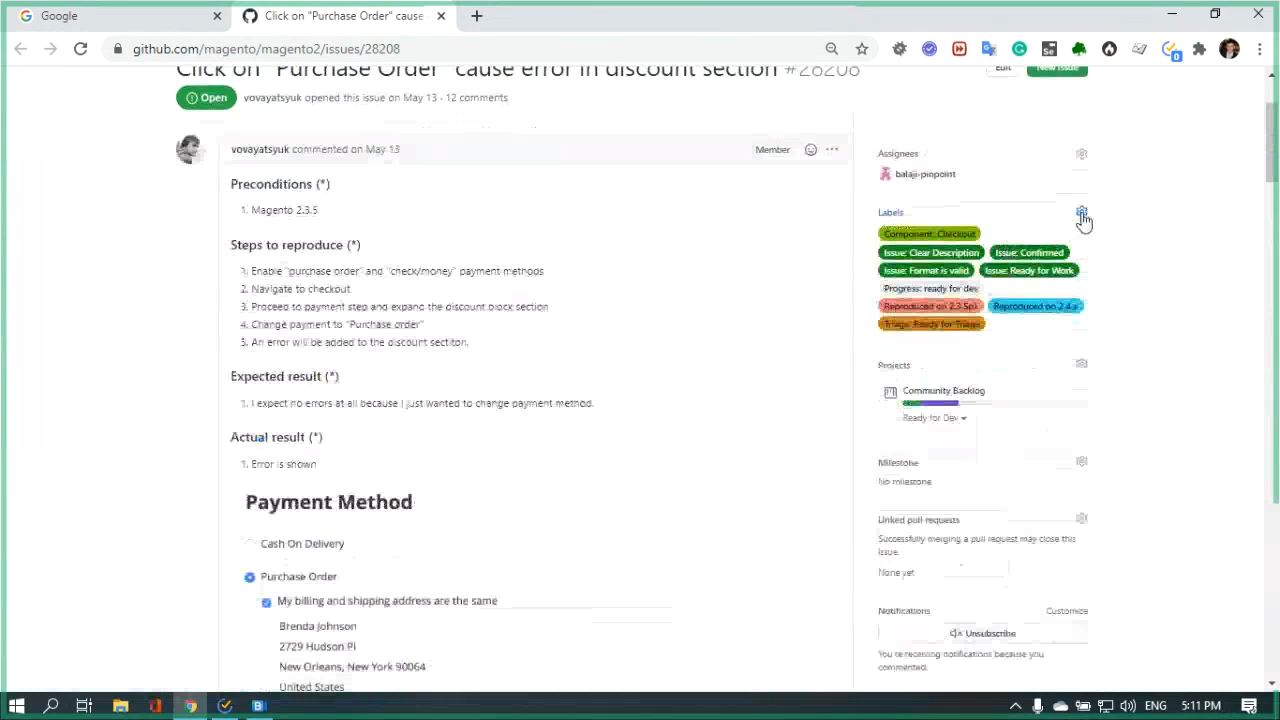 Google
Click on "Purchase Order" cause
github.com/magento/magento2/issues/28208
Click on "Purchase Order" cause error in discount section #28208
Edit
New issue
Open
vovayatsyuk opened this issue on May 13 · 12 comments
vovayatsyuk commented on May 13
Member
Preconditions (*)
1. Magento 2.3.5
Steps to reproduce (*)
1. Enable "purchase order" and "check/money" payment methods
2. Navigate to checkout
3. Proceed to payment step and expand the discount block section
4. Change payment to "Purchase order"
5. An error will be added to the discount sectiton.
Expected result (*)
1. I expect no errors at all because I just wanted to change payment method.
Actual result (*)
1. Error is shown
Payment Method
Cash On Delivery
Purchase Order
My billing and shipping address are the same
Brenda Johnson
2729 Hudson Pl
New Orleans, New York 90064
United States
Assignees
balaji-pinpoint
Labels
Component: Checkout
Issue: Clear Description
Issue: Confirmed
Issue: Format is valid
Issue: Ready for Work
Progress: ready for dev
Reproduced on 2.3.5p1
Reproduced on 2.4.x
Triage: Ready for Triage
Projects
Community Backlog
Ready for Dev
Milestone
No milestone
Linked pull requests
Successfully merging a pull request may close this
issue.
None yet
Notifications
Customize
Unsubscribe
You're receiving notifications because you
commented.
ENG
5:11 PM